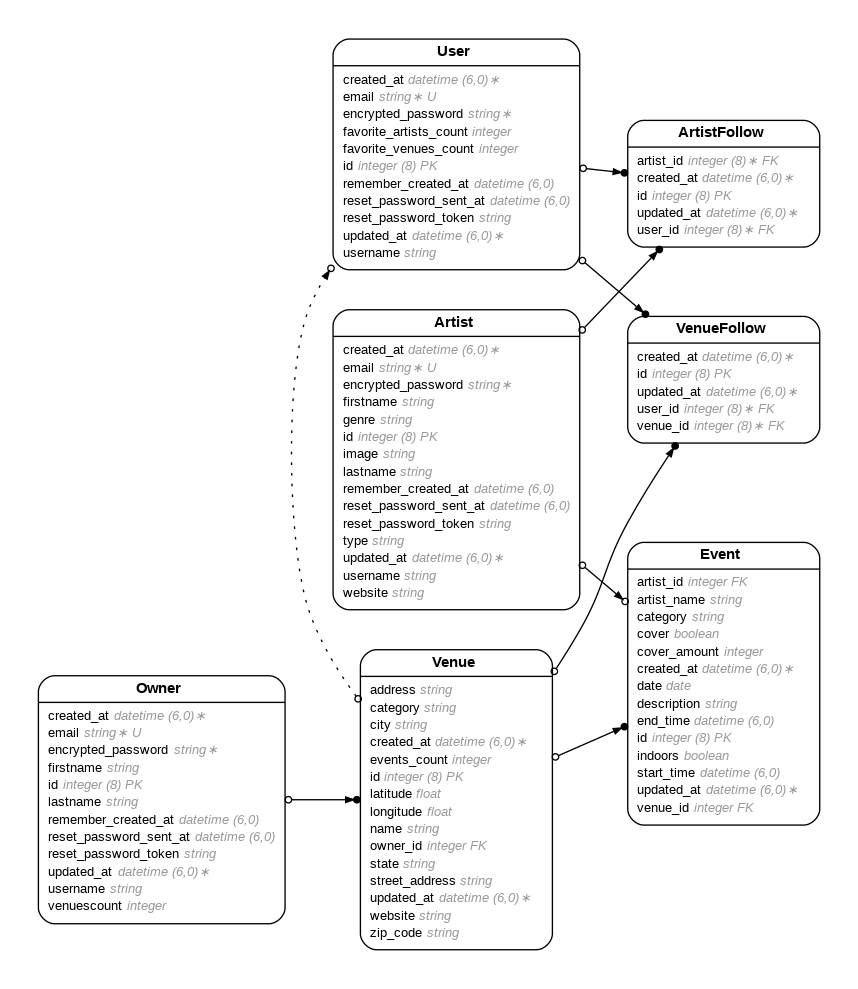 User
created_at datetime (6,0)∗
email string∗ U
encrypted_password string∗
favorite_artists_count integer
favorite_venues_count integer
id integer (8) PK
remember_created_at datetime (6,0)
reset_password_sent_at datetime (6,0)
reset_password_token string
updated_at datetime (6,0)∗
username string
ArtistFollow
artist_id integer (8)∗ FK
created_at datetime (6,0)∗
id integer (8) PK
updated_at datetime (6,0)∗
user_id integer (8)∗ FK
Artist
created_at datetime (6,0)∗
email string∗ U
encrypted_password string∗
firstname string
genre string
id integer (8) PK
image string
lastname string
remember_created_at datetime (6,0)
reset_password_sent_at datetime (6,0)
reset_password_token string
type string
updated_at datetime (6,0)∗
username string
website string
VenueFollow
created_at datetime (6,0)∗
id integer (8) PK
updated_at datetime (6,0)∗
user_id integer (8)∗ FK
venue_id integer (8)∗ FK
Event
artist_id integer FK
artist_name string
category string
cover boolean
cover_amount integer
created_at datetime (6,0)∗
date date
description string
end_time datetime (6,0)
id integer (8) PK
indoors boolean
start_time datetime (6,0)
updated_at datetime (6,0)∗
venue_id integer FK
Owner
created_at datetime (6,0)∗
email string∗ U
encrypted_password string∗
firstname string
id integer (8) PK
lastname string
remember_created_at datetime (6,0)
reset_password_sent_at datetime (6,0)
reset_password_token string
updated_at datetime (6,0)∗
username string
venuescount integer
Venue
address string
category string
city string
created_at datetime (6,0)∗
events_count integer
id integer (8) PK
latitude float
longitude float
name string
owner_id integer FK
state string
street_address string
updated_at datetime (6,0)∗
website string
zip_code string